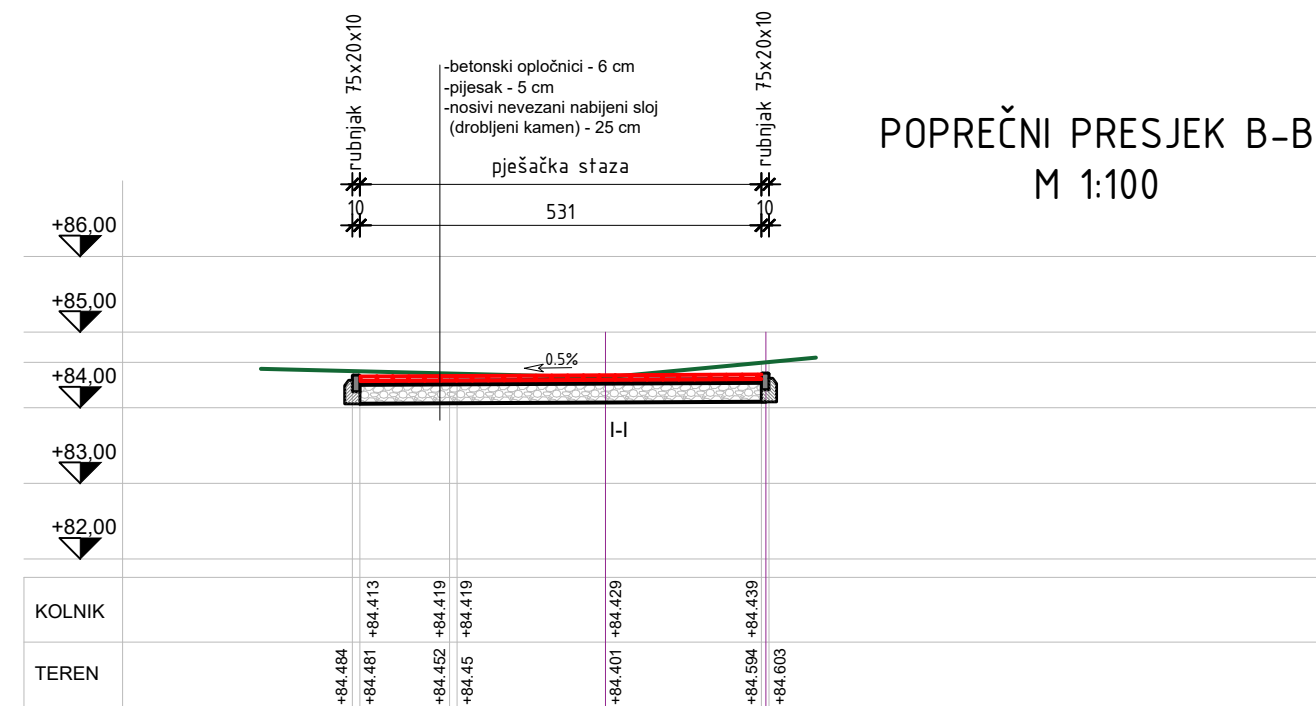 rubnjak 75x20x10
-betonski opločnici - 6 cm
-pijesak - 5 cm
-nosivi nevezani nabijeni sloj
(drobljeni kamen) - 25 cm
rubnjak 75x20x10
POPREČNI PRESJEK B-B
M 1:100
pješačka staza
10
531
10
+86,00
+85,00
+84,00
0.5%
I-I
+83,00
+82,00
KOLNIK
+84.413
+84.419
+84.419
+84.429
+84.439
TEREN
+84.484
+84.481
+84.452
+84.45
+84.401
+84.594
+84.603